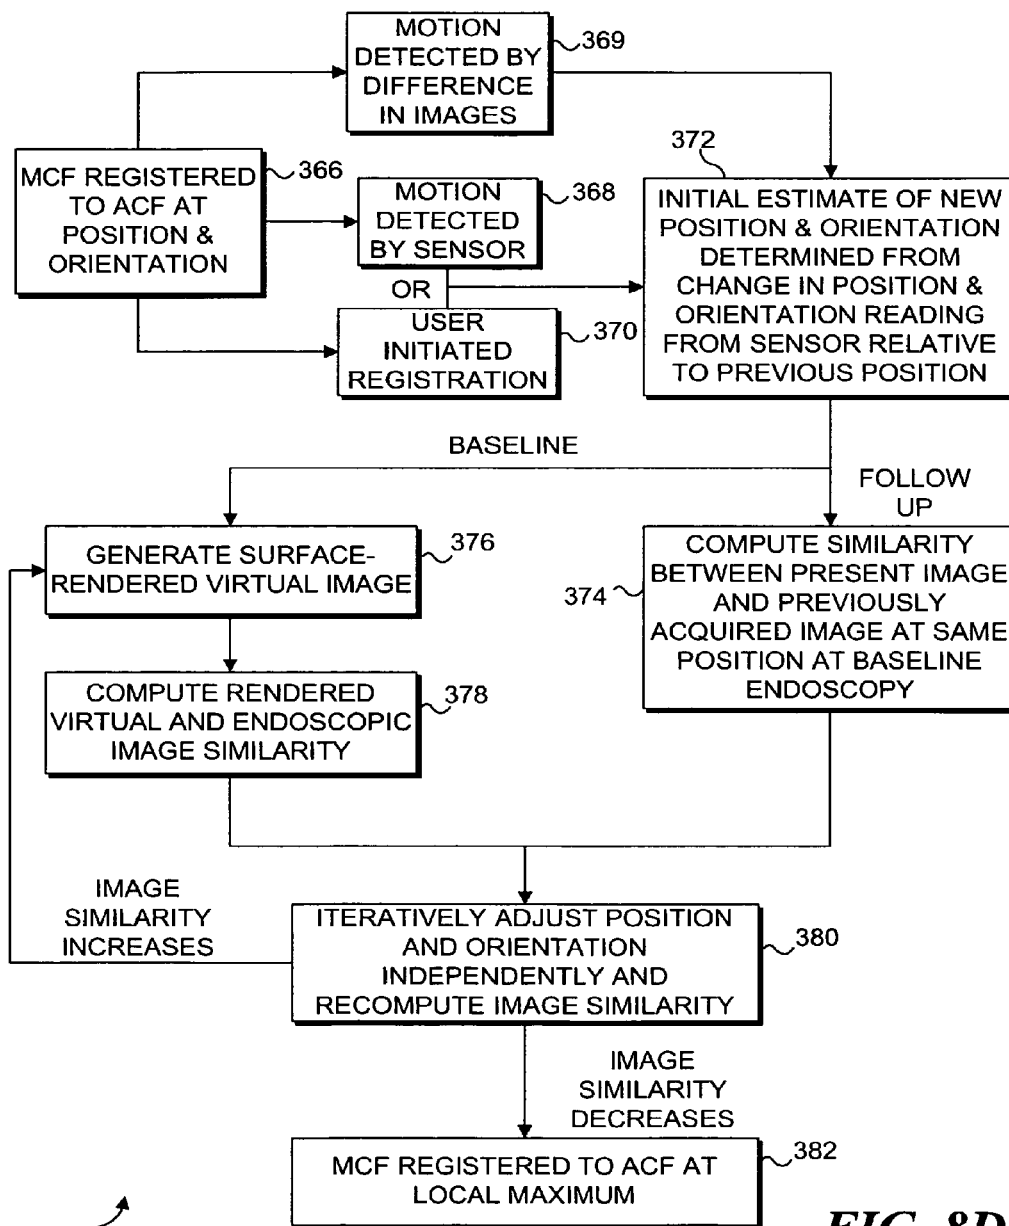 MOTION
DETECTED BY
DIFFERENCE
IN IMAGES
369
MCF REGISTERED
TO ACF AT
POSITION &
ORIENTATION
366
MOTION
DETECTED
BY SENSOR
368
OR
USER
INITIATED
REGISTRATION
370
372
INITIAL ESTIMATE OF NEW
POSITION & ORIENTATION
DETERMINED FROM
CHANGE IN POSITION &
ORIENTATION READING
FROM SENSOR RELATIVE
TO PREVIOUS POSITION
BASELINE
FOLLOW
UP
GENERATE SURFACE-
RENDERED VIRTUAL IMAGE
376
374
COMPUTE SIMILARITY
BETWEEN PRESENT IMAGE
AND PREVIOUSLY
ACQUIRED IMAGE AT SAME
POSITION AT BASELINE
ENDOSCOPY
COMPUTE RENDERED
VIRTUAL AND ENDOSCOPIC
IMAGE SIMILARITY
378
IMAGE
SIMILARITY
INCREASES
ITERATIVELY ADJUST POSITION
AND ORIENTATION
INDEPENDENTLY AND
RECOMPUTE IMAGE SIMILARITY
380
IMAGE
SIMILARITY
DECREASES
MCF REGISTERED TO ACF AT
LOCAL MAXIMUM
382
FIG. 8D